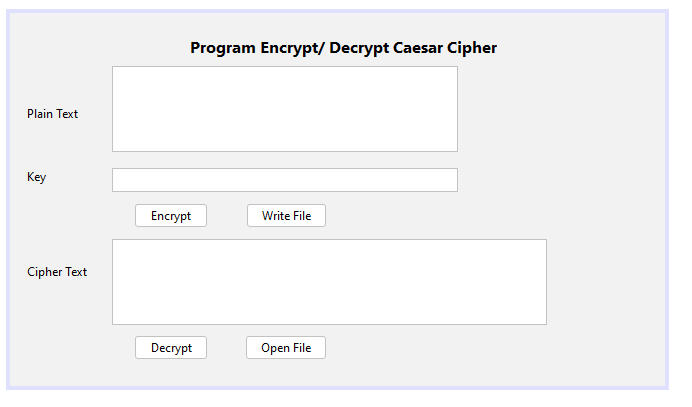 Program Encrypt/ Decrypt Caesar Cipher
Plain Text
Key
Encrypt Write File
Cipher Text
Decrypt Open File